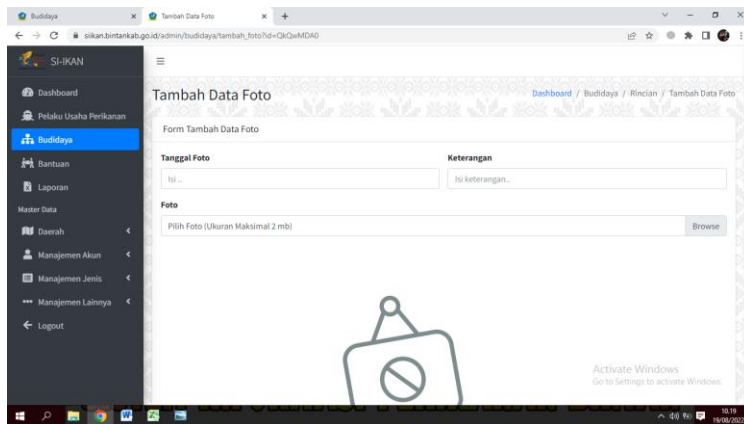 Budidaya
Tambah Data Foto
siikan.bintankab.go.id/admin/budidaya/tambah_foto?id=QkQwMDA0
SI-IKAN
Tambah Data Foto
Dashboard / Budidaya / Rincian / Tambah Data Foto
Dashboard
Pelaku Usaha Perikanan
Budidaya
Bantuan
Laporan
Master Data
Daerah
Manajemen Akun
Manajemen Jenis
Manajemen Lainnya
Logout
Form Tambah Data Foto
Tanggal Foto
Keterangan
Isi ..
Isi keterangan..
Foto
Pilih Foto (Ukuran Maksimal 2 mb)
Browse
Activate Windows
Go to Settings to activate Windows.
10.19
19/08/2022